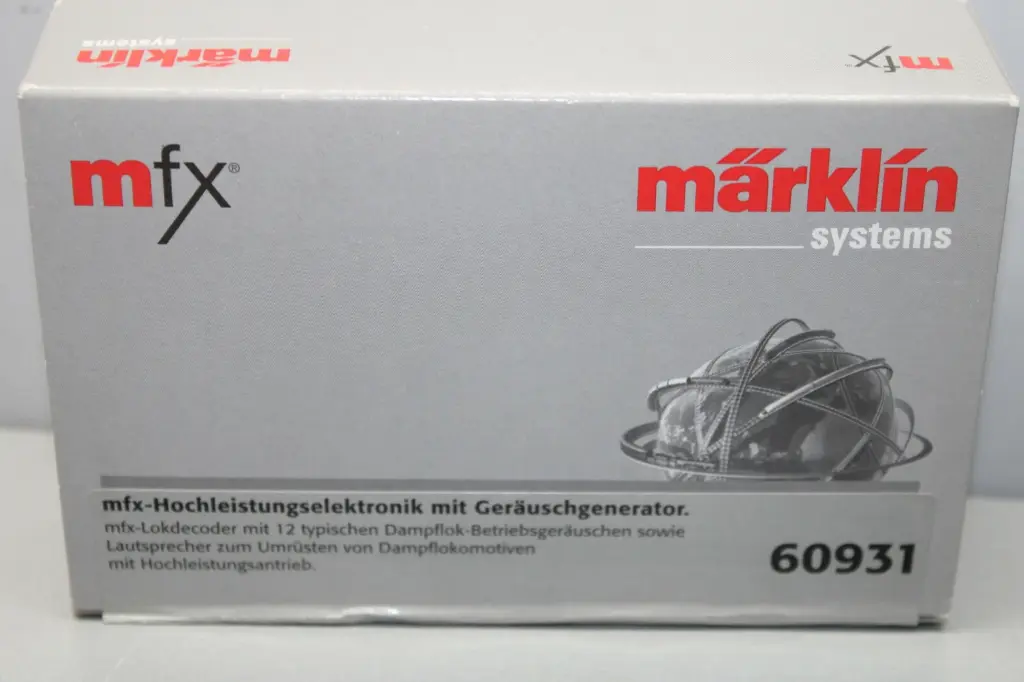 märklin
systems
mfx
mfx®
märklin
systems
mfx-Hochleistungselektronik mit Geräuschgenerator.
mfx-Lokdecoder mit 12 typischen Dampflok-Betriebsgeräuschen sowie
Lautsprecher zum Umrüsten von Dampflokomotiven
mit Hochleistungsantrieb.
60931